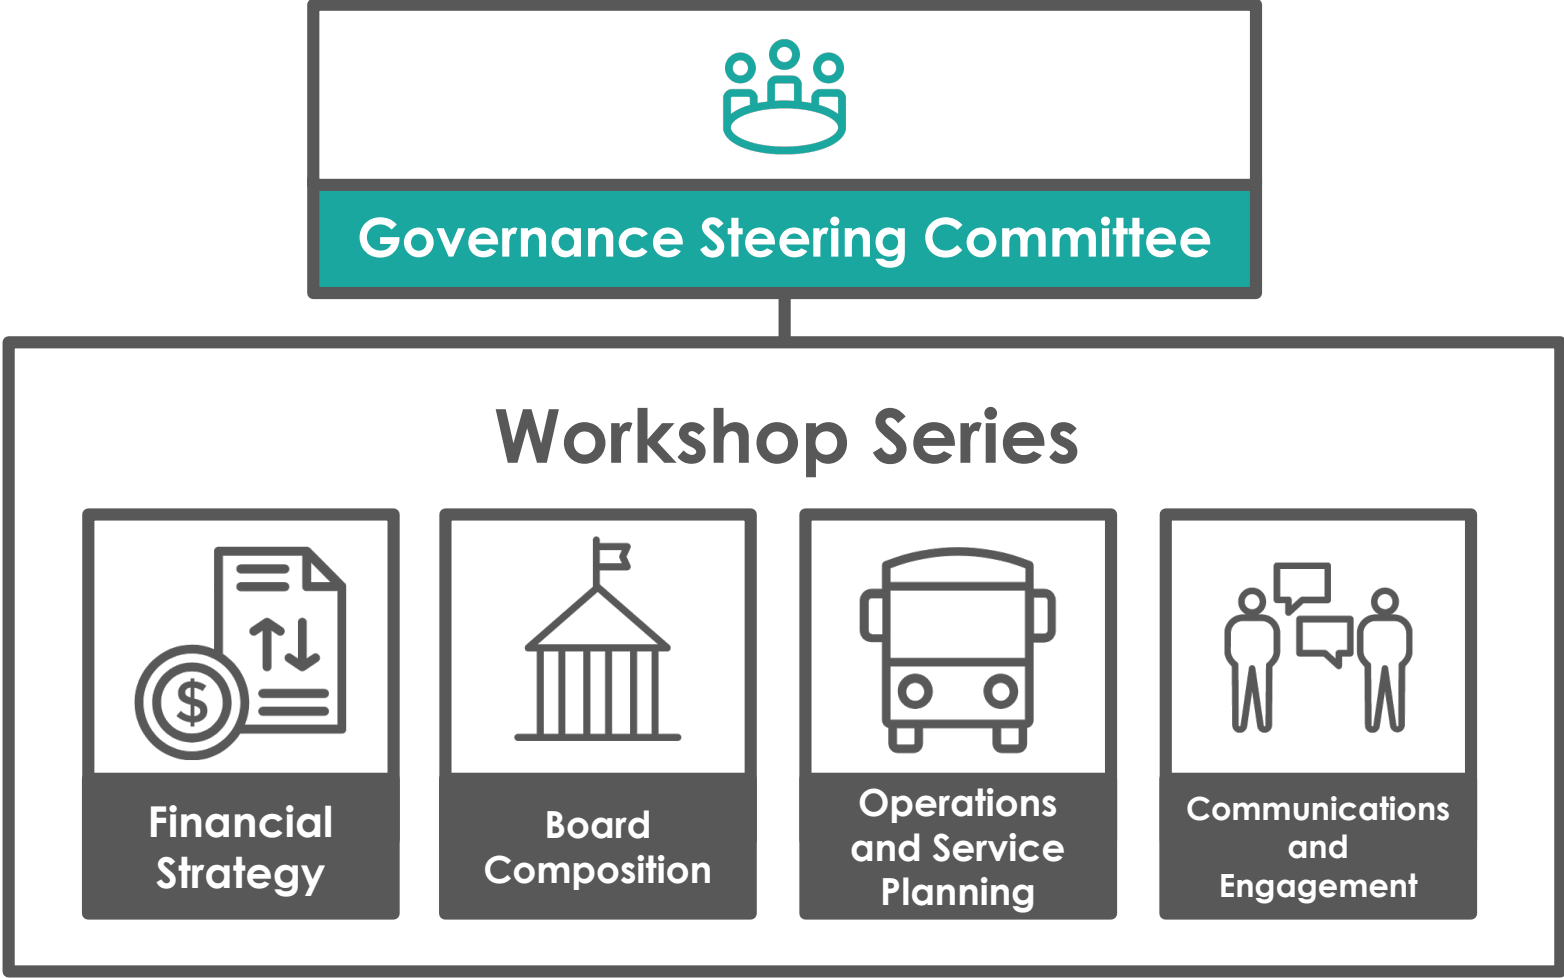 Governance Steering Committee
Workshop Series
$
Financial
Strategy
Board
Composition
Operations
and Service
Planning
Communications
and
Engagement